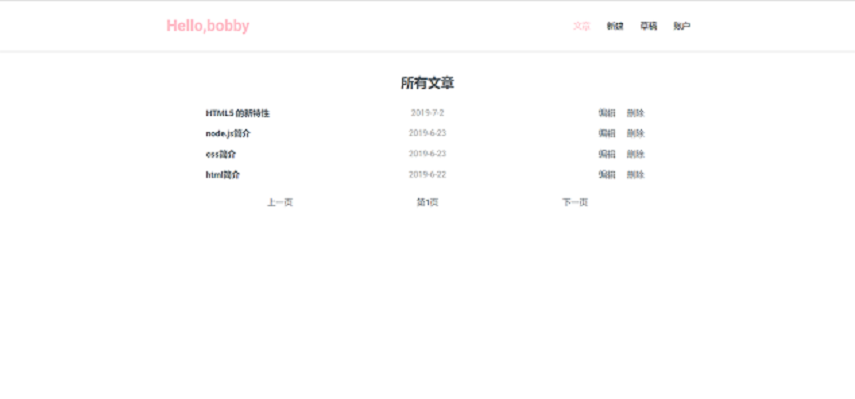 Hello,bobby 文章 新建 草稿 账户
所有文章
HTML5 的新特性 2019-7-2 编辑 删除
node.js简介 2019-6-23 编辑 删除
css简介 2019-6-23 编辑 删除
html简介 2019-6-22 编辑 删除
上一页 第1页 下一页